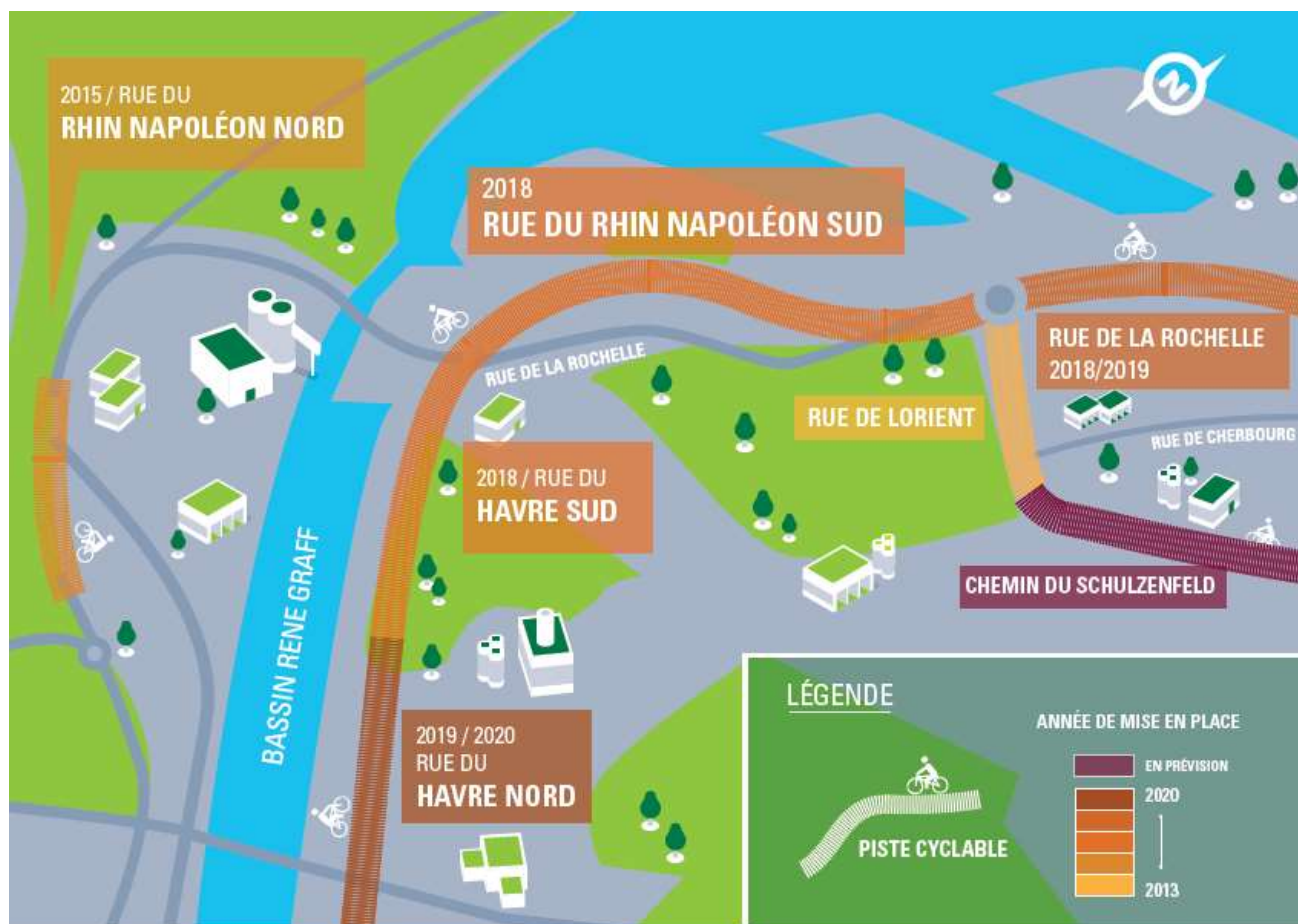 2015 / RUE DU
RHIN NAPOLÉON NORD
N
2018
RUE DU RHIN NAPOLÉON SUD
RUE DE LA ROCHELLE
2018/2019
RUE DE LA ROCHELLE
RUE DE LORIENT
RUE DE CHERBOURG
2018 / RUE DU
HAVRE SUD
BASSIN RENE GRAFF
CHEMIN DU SCHULZENFELD
2019 / 2020
RUE DU
HAVRE NORD
LÉGENDE
PISTE CYCLABLE
ANNÉE DE MISE EN PLACE
EN PRÉVISION
2020
2013